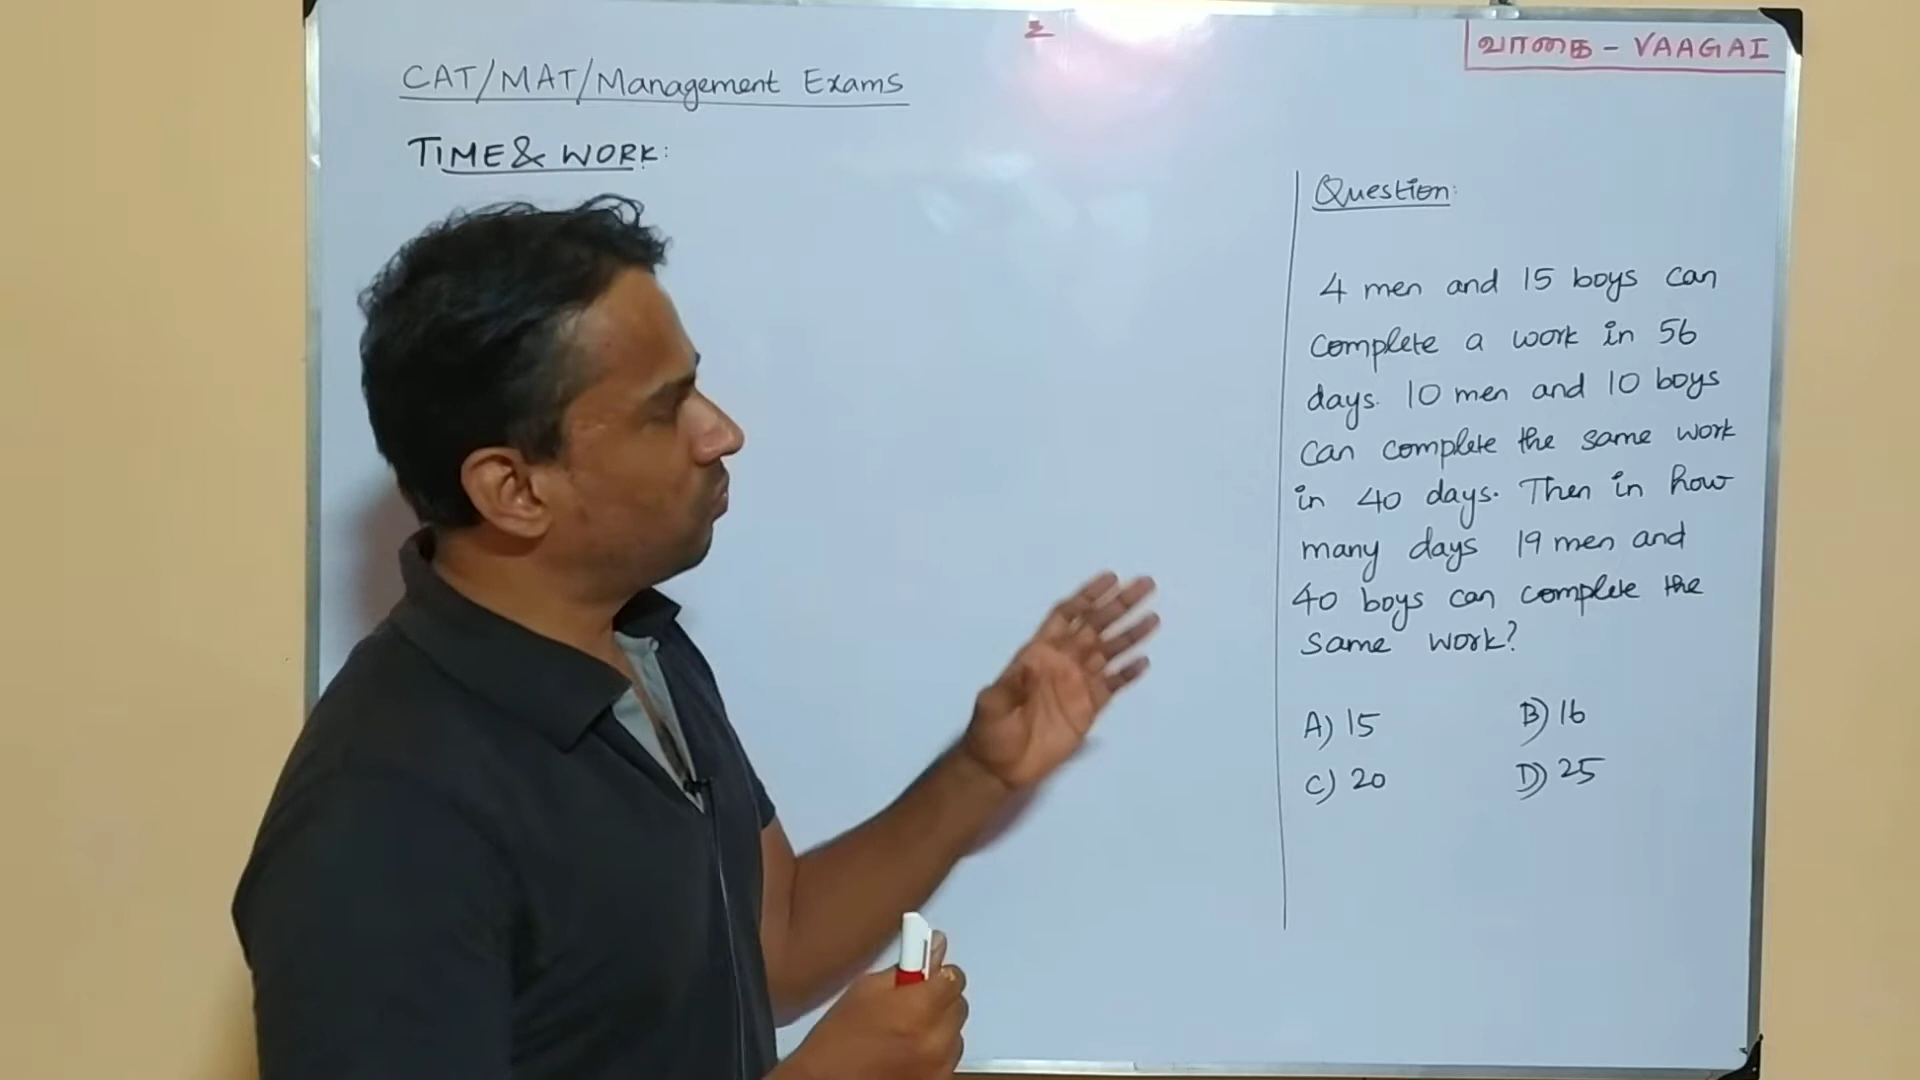 வாகை - VAAGAI
CAT/MAT/Management Exams
TIME & WORK:
Question:
4 men and 15 boys can
complete a work in 56
days. 10 men and 10 boys
can complete the same work
in 40 days. Then in how
many days 19 men and
40 boys can complete the
same work?
A) 15 B) 16
C) 20 D) 25